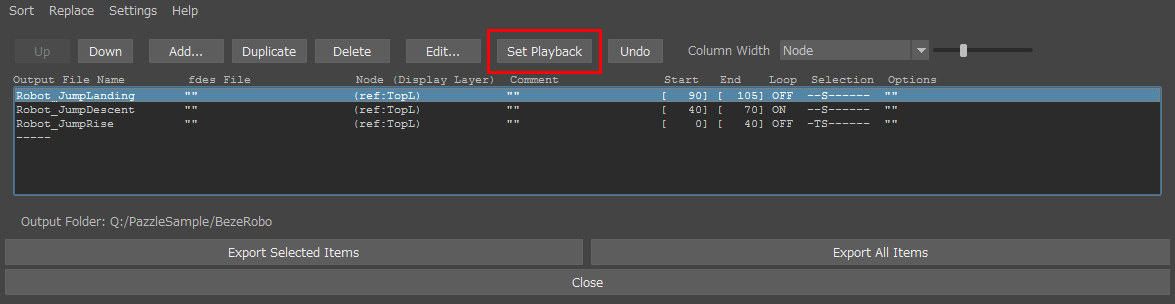 Sort Replace Settings Help
Up Down Add... Duplicate Delete Edit... Set Playback Undo Column Width Node
Output File Name fdes File Node (Display Layer) Comment Start End Loop Selection Options
Robot_JumpLanding "" (ref:TopL) "" [ 90] [ 105] OFF --S------ ""
Robot_JumpDescent "" (ref:TopL) "" [ 40] [ 70] ON --S------ ""
Robot_JumpRise "" (ref:TopL) "" [ 0] [ 40] OFF -TS------ ""
-----
Output Folder: Q:/PazzleSample/BezeRobo
Export Selected Items Export All Items
Close